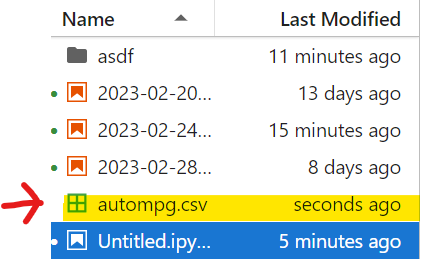 Name Last Modified
asdf 11 minutes ago
2023-02-20... 13 days ago
2023-02-24... 15 minutes ago
2023-02-28... 8 days ago
autompg.csv seconds ago
Untitled.ipy... 5 minutes ago